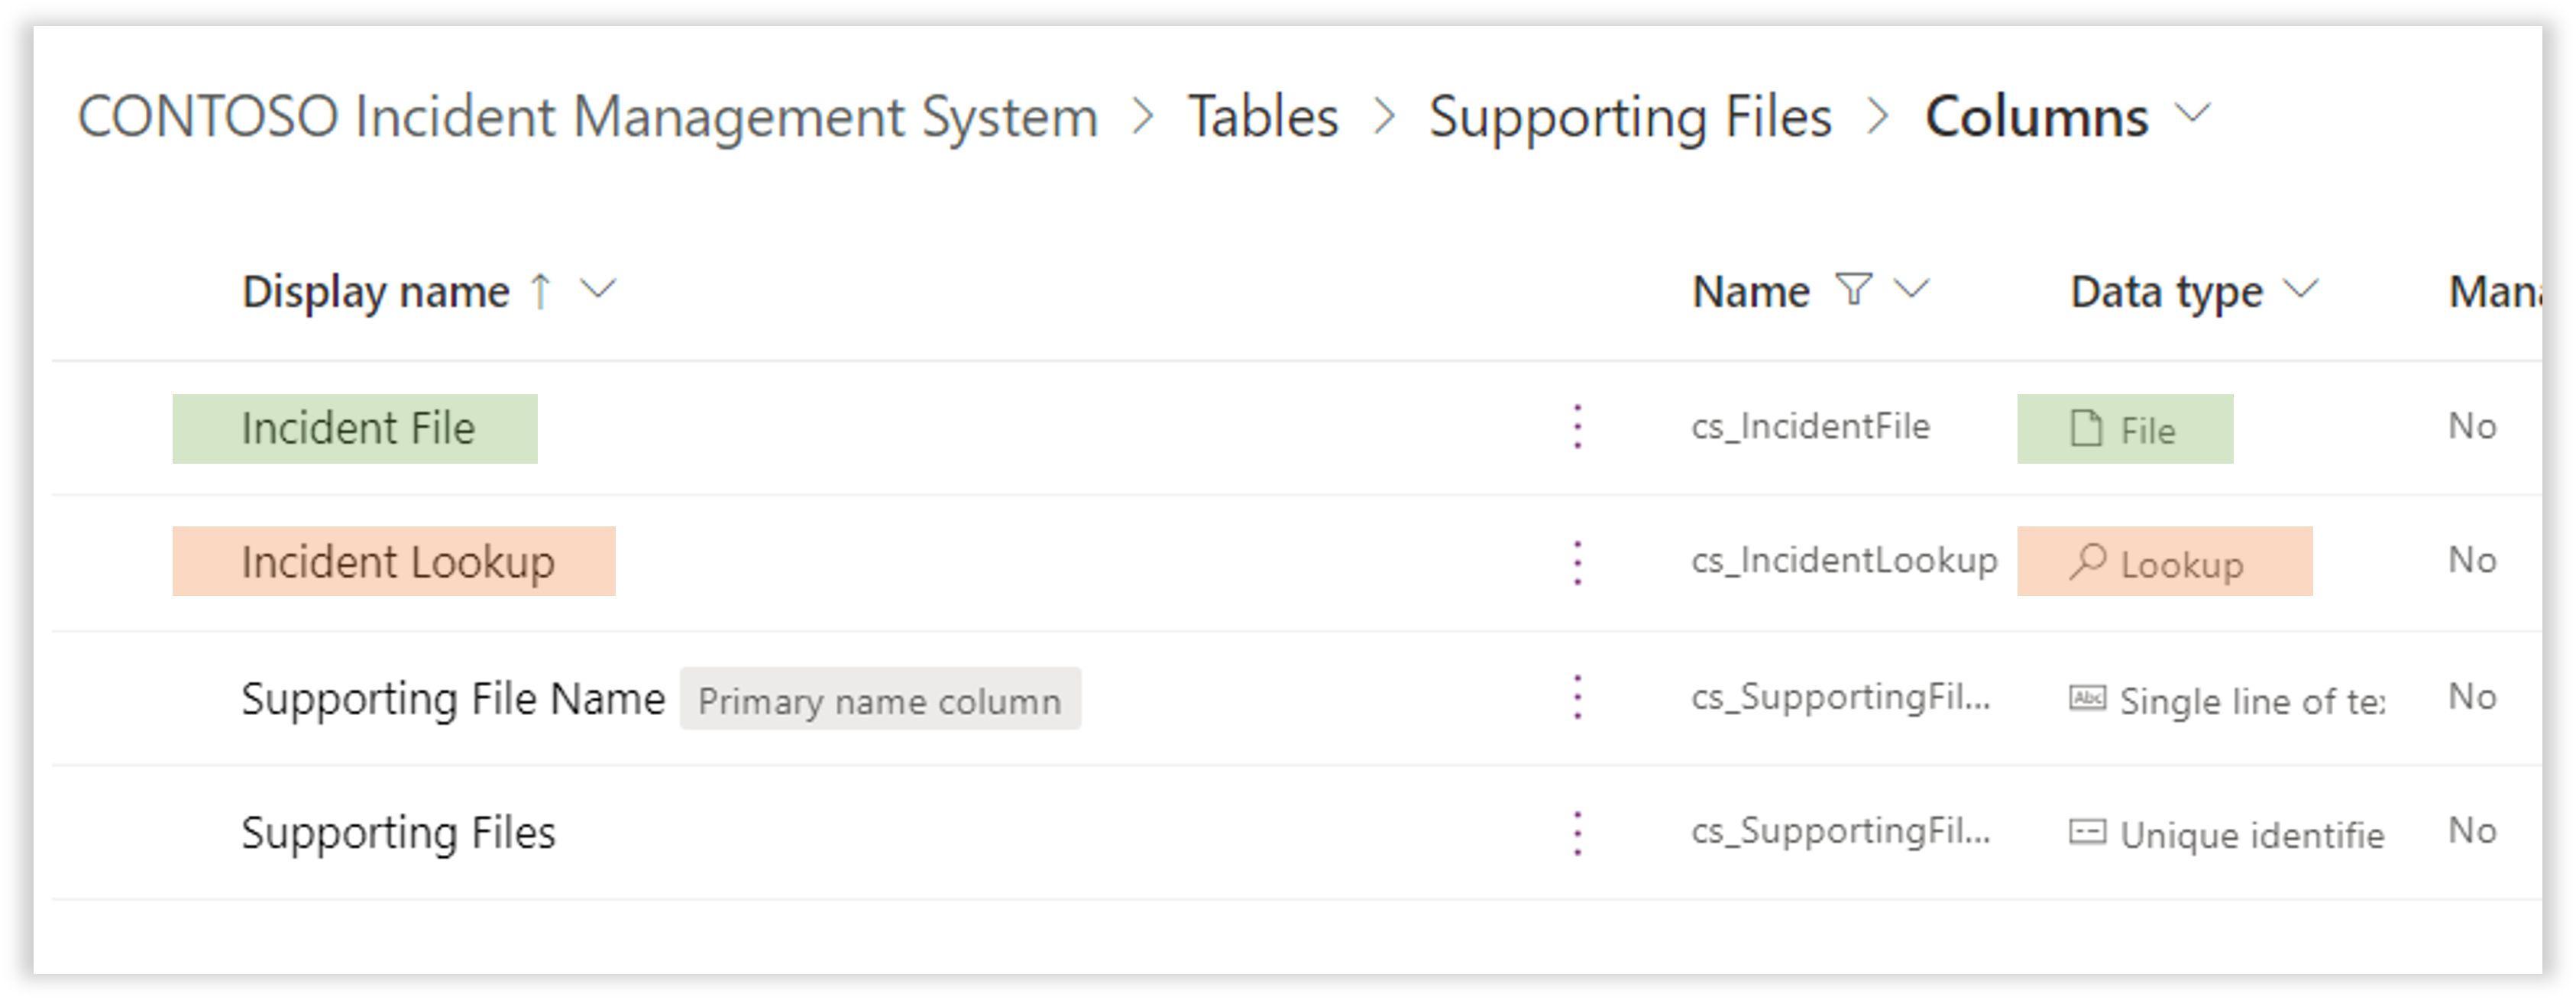 CONTOSO Incident Management System > Tables > Supporting Files > Columns
Display name Name Data type
Incident File cs_IncidentFile File No
Incident Lookup cs_IncidentLookup Lookup No
Supporting File Name Primary name column cs_SupportingFil... Abc Single line of No
Supporting Files cs_SupportingFil... Unique identifie No